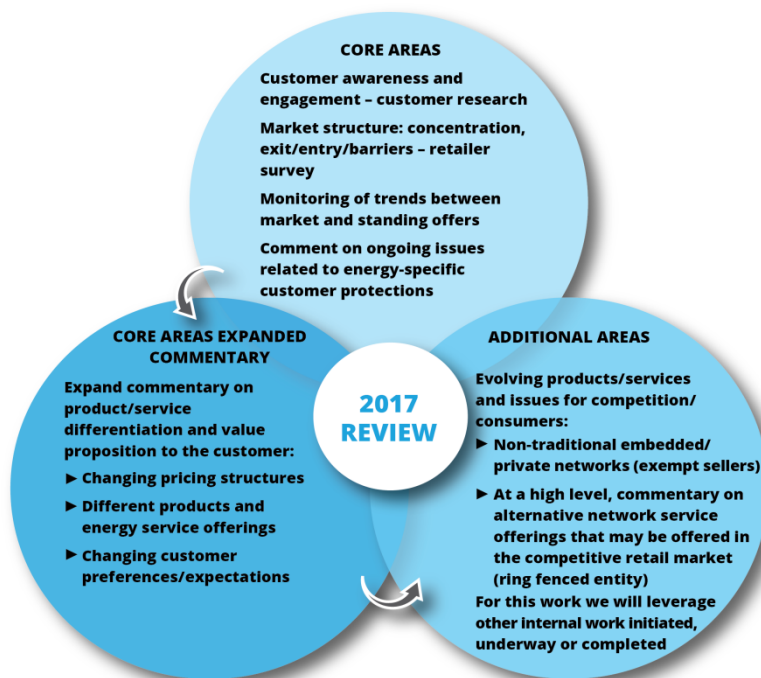 CORE AREAS
Customer awareness and
engagement – customer research
Market structure: concentration,
exit/entry/barriers – retailer
survey
Monitoring of trends between
market and standing offers
Comment on ongoing issues
related to energy-specific
customer protections
CORE AREAS EXPANDED
COMMENTARY
Expand commentary on
product/service
differentiation and value
proposition to the customer:
► Changing pricing structures
► Different products and
energy service offerings
► Changing customer
preferences/expectations
2017
REVIEW
ADDITIONAL AREAS
Evolving products/services
and issues for competition/
consumers:
► Non-traditional embedded/
private networks (exempt sellers)
► At a high level, commentary on
alternative network service
offerings that may be offered in
the competitive retail market
(ring fenced entity)
For this work we will leverage
other internal work initiated,
underway or completed